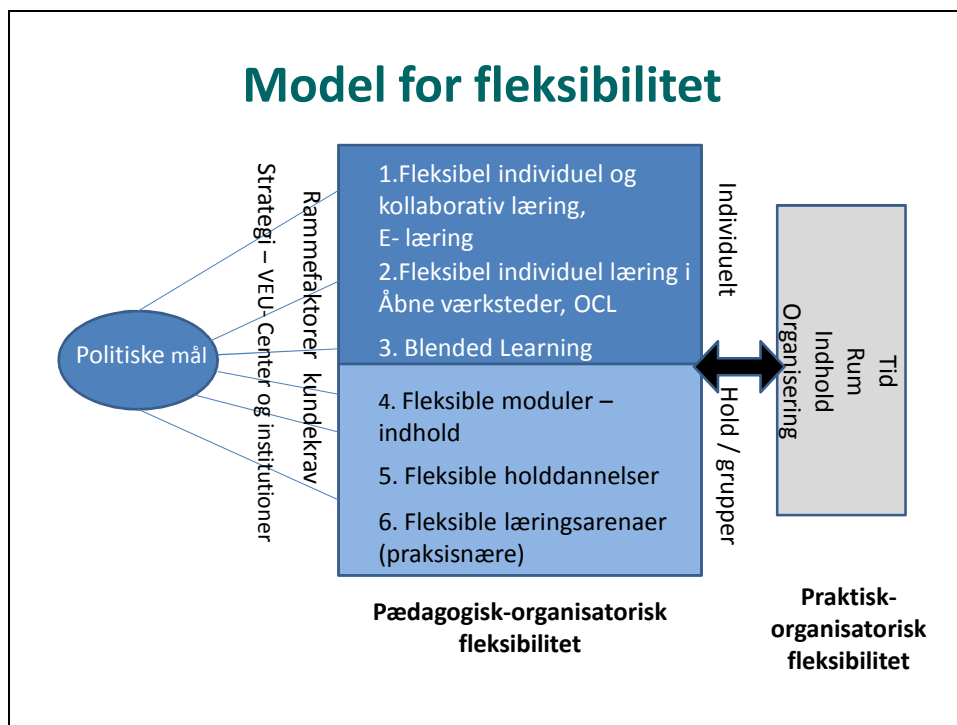 Model for fleksibilitet
Politiske mål
Strategi – VEU- Center og institutioner
Rammefaktorer kundekrav
1.Fleksibel individuel og
kollaborativ læring,
E- læring
2.Fleksibel individuel læring i
Åbne værksteder, OCL
3. Blended Learning
4. Fleksible moduler –
indhold
5. Fleksible holddannelser
6. Fleksible læringsarenaer
(praksisnære)
Individuelt
Hold / grupper
Tid
Rum
Indhold
Organisering
Pædagogisk-organisatorisk
fleksibilitet
Praktisk-
organisatorisk
fleksibilitet